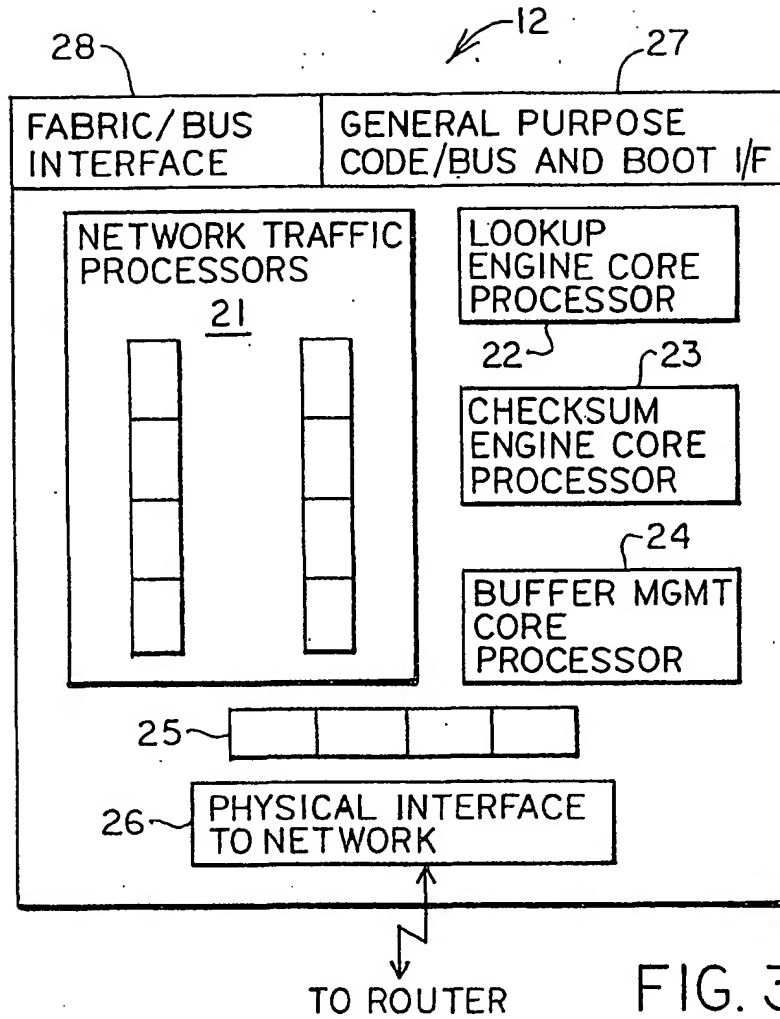 12
28
27
FABRIC/BUS
INTERFACE
GENERAL PURPOSE
CODE/BUS AND BOOT I/F
NETWORK TRAFFIC
PROCESSORS
21
LOOKUP
ENGINE CORE
PROCESSOR
22
23
CHECKSUM
ENGINE CORE
PROCESSOR
24
BUFFER MGMT
CORE
PROCESSOR
25
26
PHYSICAL INTERFACE
TO NETWORK
TO ROUTER
FIG. 3